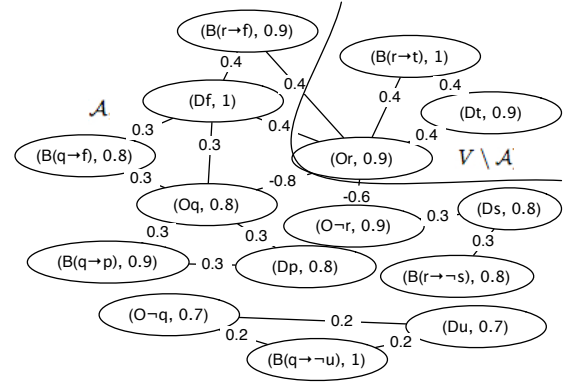 (B(r→f), 0.9)
(B(r→t), 1)
0.4
0.4
0.4
(Df, 1)
𝒜
0.4
(Dt, 0.9)
0.3
0.4
0.4
0.3
(B(q→f), 0.8)
(Or, 0.9)
V \ 𝒜
0.3
-0.8
-0.6
(Oq, 0.8)
(Ds, 0.8)
0.3
(O¬r, 0.9)
0.3
0.3
0.3
(B(q→p), 0.9)
0.3
(Dp, 0.8)
(B(r→¬s), 0.8)
(O¬q, 0.7)
0.2
(Du, 0.7)
0.2
0.2
(B(q→¬u), 1)